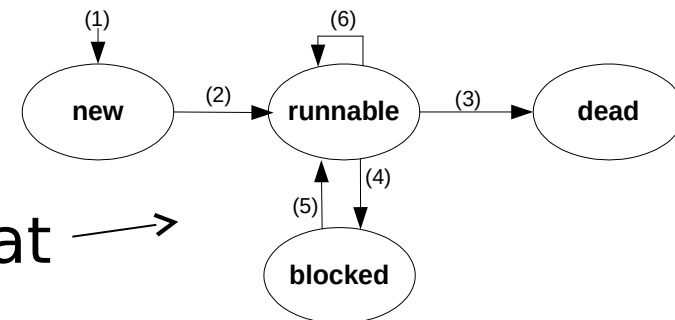 (1)
(6)
new
(2)
runnable
(3)
dead
(4)
(5)
at
blocked